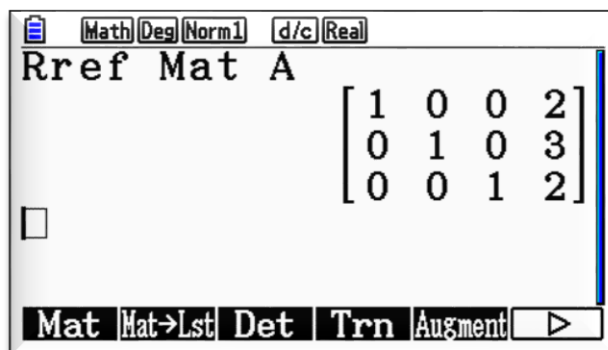 Math Deg Norm1 d/c Real
Rref Mat A
1 0 0 2
0 1 0 3
0 0 1 2
Mat Mat→Lst Det Trn Augment ▷